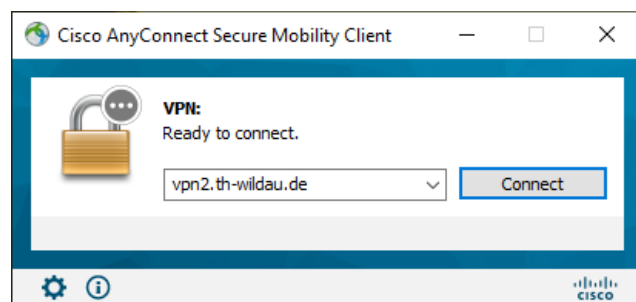 Cisco AnyConnect Secure Mobility Client
VPN:
Ready to connect.
vpn2.th-wildau.de
Connect
CISCO